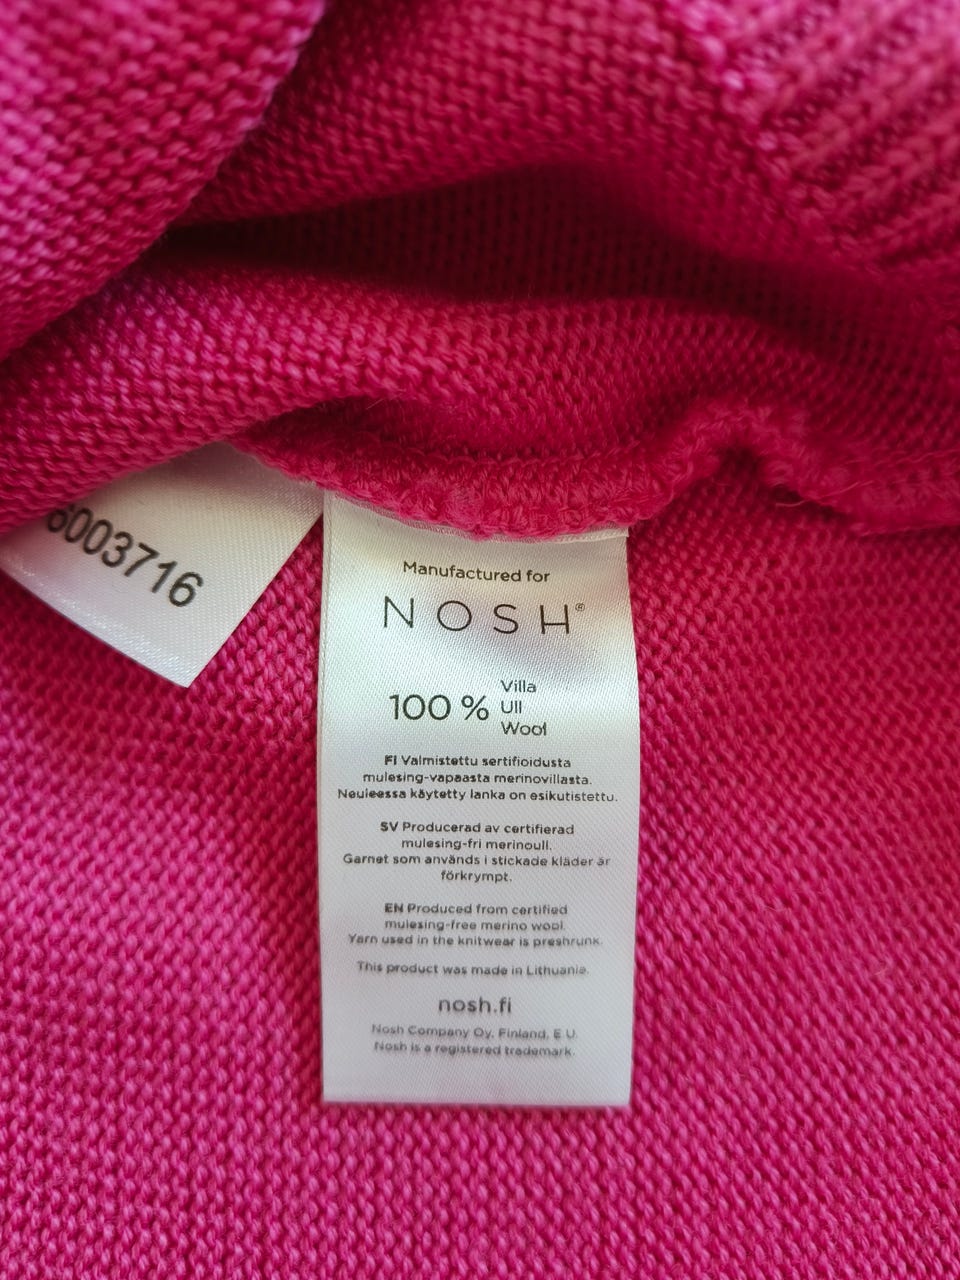 6003716
Manufactured for
NOSH®
100 % Villa
Ull
Wool
FI Valmistettu sertifioidusta
mulesing-vapaasta merinovillasta.
Neuleessa käytetty lanka on esikutistettu.
SV Producerad av certifierad
mulesing-fri merinoull.
Garnet som används i stickade kläder är
förkrympt.
EN Produced from certified
mulesing-free merino wool.
Yarn used in the knitwear is preshrunk.
This product was made in Lithuania.
nosh.fi
Nosh Company Oy, Finland, E U.
Nosh is a registered trademark.